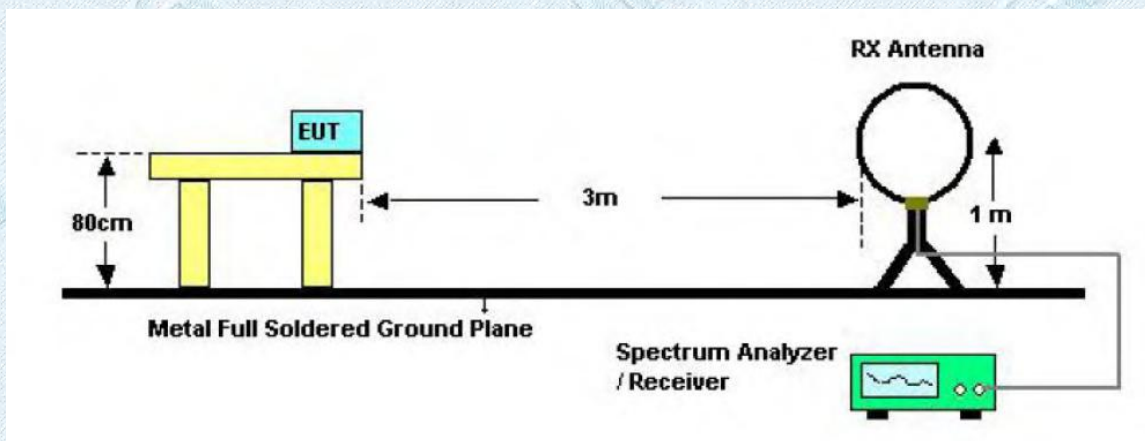 RX Antenna
EUT
3m
80cm
1 m
Metal Full Soldered Ground Plane
Spectrum Analyzer
/ Receiver